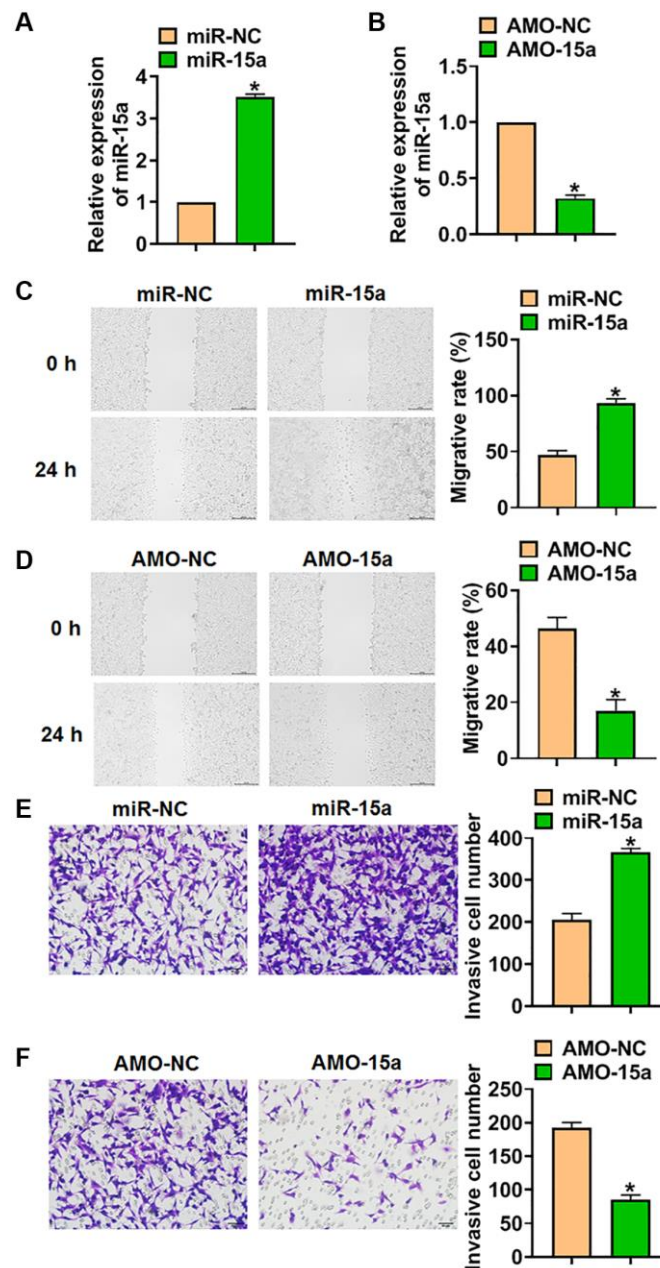 A
miR-NC
miR-15a
Relative expression
of miR-15a
4
3
2
1
0
*
B
AMO-NC
AMO-15a
Relative expression
of miR-15a
1.0
0.5
0.0
*
C
miR-NC
miR-15a
0 h
24 h
miR-NC
miR-15a
Migrative rate (%)
150
100
50
0
*
D
AMO-NC
AMO-15a
0 h
24 h
AMO-NC
AMO-15a
Migrative rate (%)
60
40
20
0
*
E
miR-NC
miR-15a
miR-NC
miR-15a
Invasive cell number
400
300
200
100
0
*
F
AMO-NC
AMO-15a
AMO-NC
AMO-15a
Invasive cell number
250
200
150
100
50
0
*